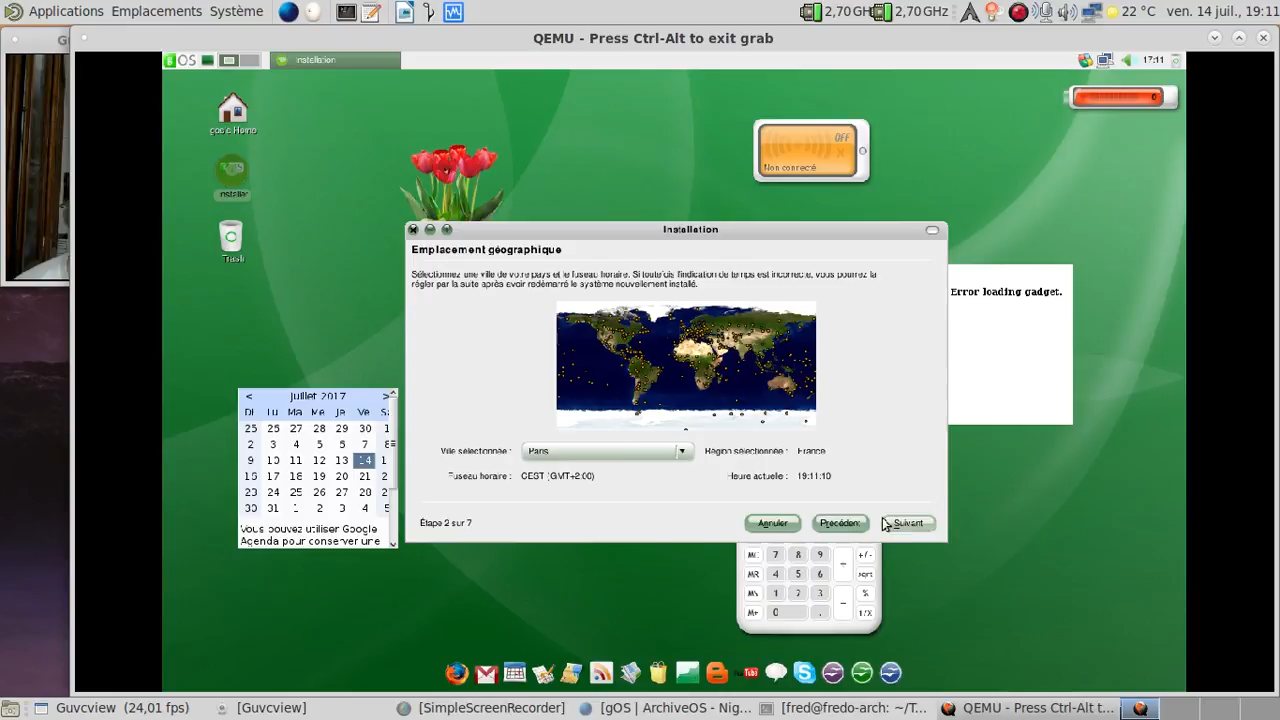 Applications Emplacements Système
2,70 GHz 2,70 GHz 22 °C ven. 14 juil., 19:11
QEMU - Press Ctrl-Alt to exit grab
gOS Installation 17:11
Home
Installer
Trash
OFF
Non connecté
Installation
Emplacement géographique
Sélectionnez une ville de votre pays et le fuseau horaire. Si toutefois l'indication de temps est incorrecte, vous pourrez la
régler par la suite après avoir redémarré le système nouvellement installé.
Error loading gadget.
Ville sélectionnée : Paris Région sélectionnée : France
Fuseau horaire : CEST (GMT+2:00) Heure actuelle : 19:11:10
Étape 2 sur 7 Annuler Précédent Suivant
< juillet 2017 >
Di Lu Ma Me Je Ve Sa
25 26 27 28 29 30 1
2 3 4 5 6 7 8
9 10 11 12 13 14 1
16 17 18 19 20 21 2
23 24 25 26 27 28 2
30 31 1 2 3 4 5
Vous pouvez utiliser Google
Agenda pour conserver une
MC 7 8 9 ÷ +/-
MR 4 5 6 sqrt
MS 1 2 3 − %
M+ 0 . 1/X
Guvcview (24,01 fps) [Guvcview] [SimpleScreenRecorder] [gOS | ArchiveOS - Nig... [fred@fredo-arch: ~/T... QEMU - Press Ctrl-Alt t...